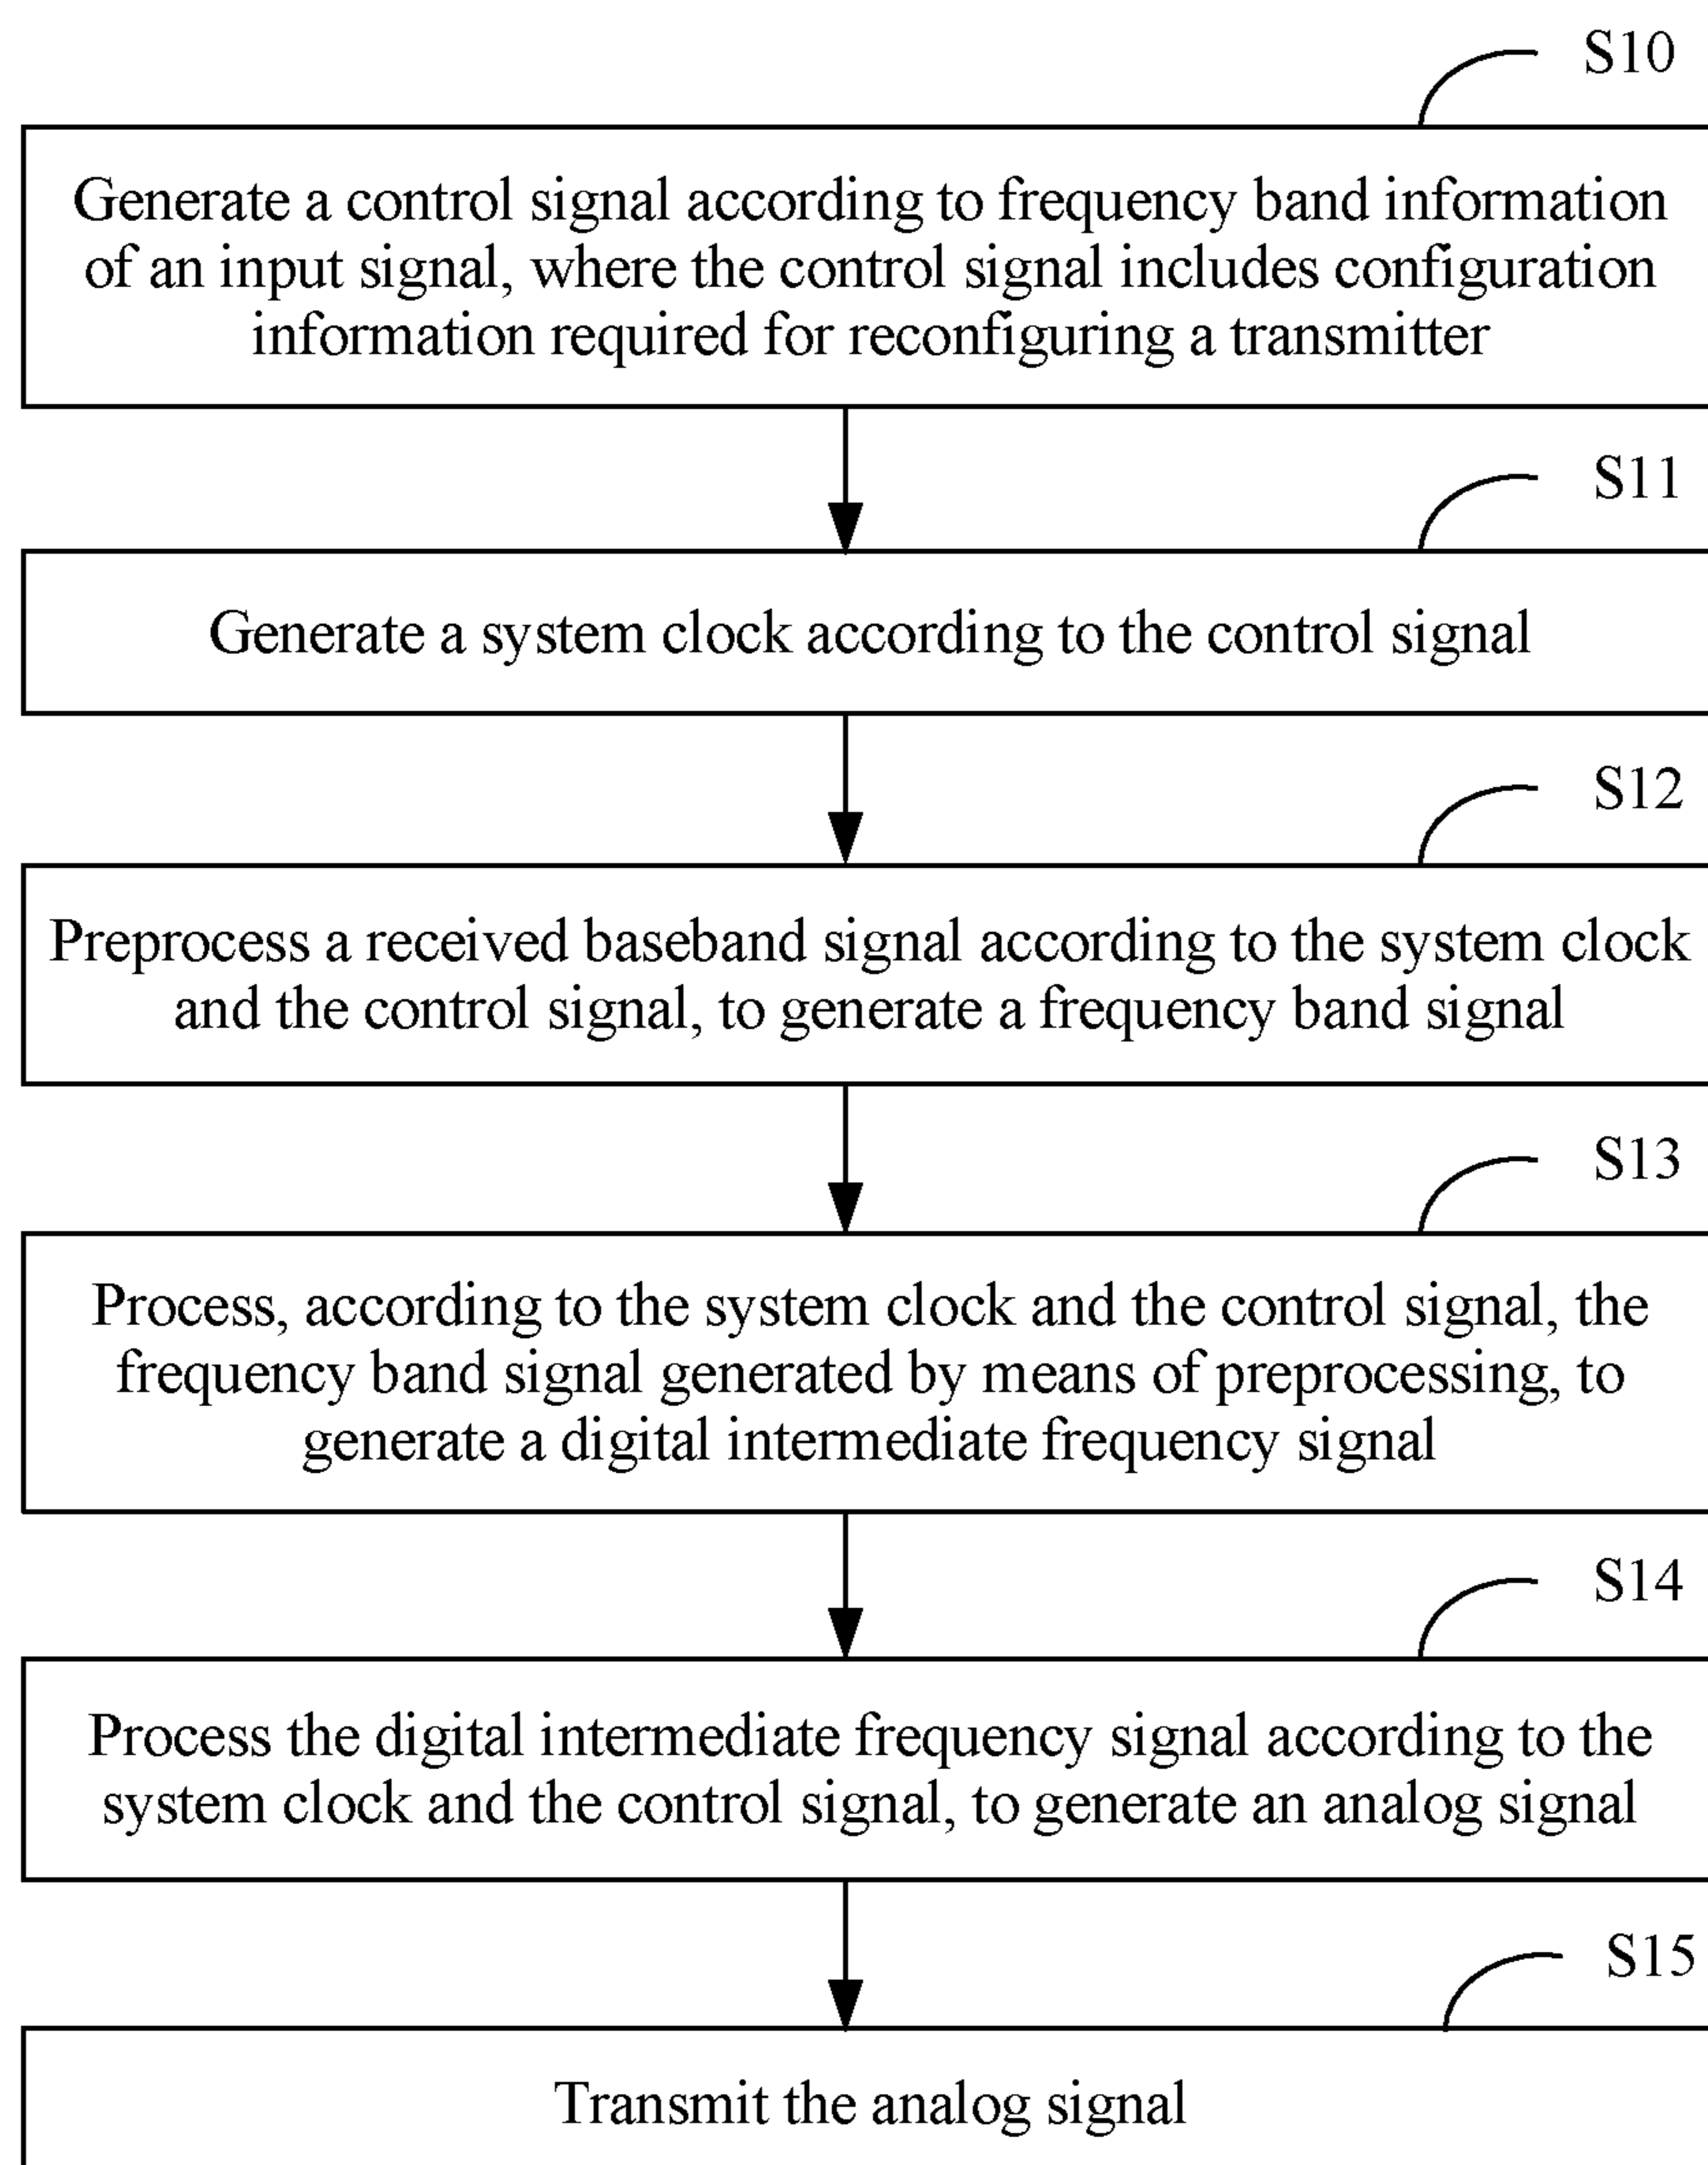 S10
Generate a control signal according to frequency band information
of an input signal, where the control signal includes configuration
information required for reconfiguring a transmitter
S11
Generate a system clock according to the control signal
S12
Preprocess a received baseband signal according to the system clock
and the control signal, to generate a frequency band signal
S13
Process, according to the system clock and the control signal, the
frequency band signal generated by means of preprocessing, to
generate a digital intermediate frequency signal
S14
Process the digital intermediate frequency signal according to the
system clock and the control signal, to generate an analog signal
S15
Transmit the analog signal